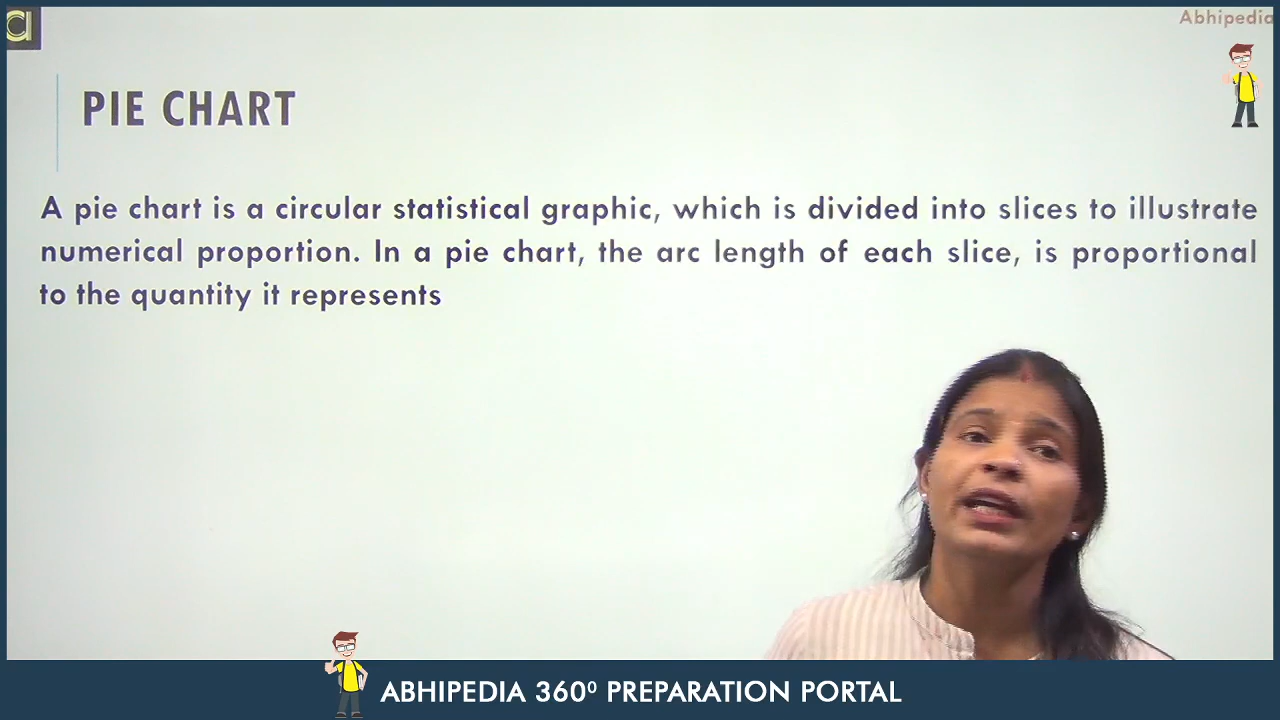 a
Abhipedia
PIE CHART
A pie chart is a circular statistical graphic, which is divided into slices to illustrate
numerical proportion. In a pie chart, the arc length of each slice, is proportional
to the quantity it represents
ABHIPEDIA 360⁰ PREPARATION PORTAL